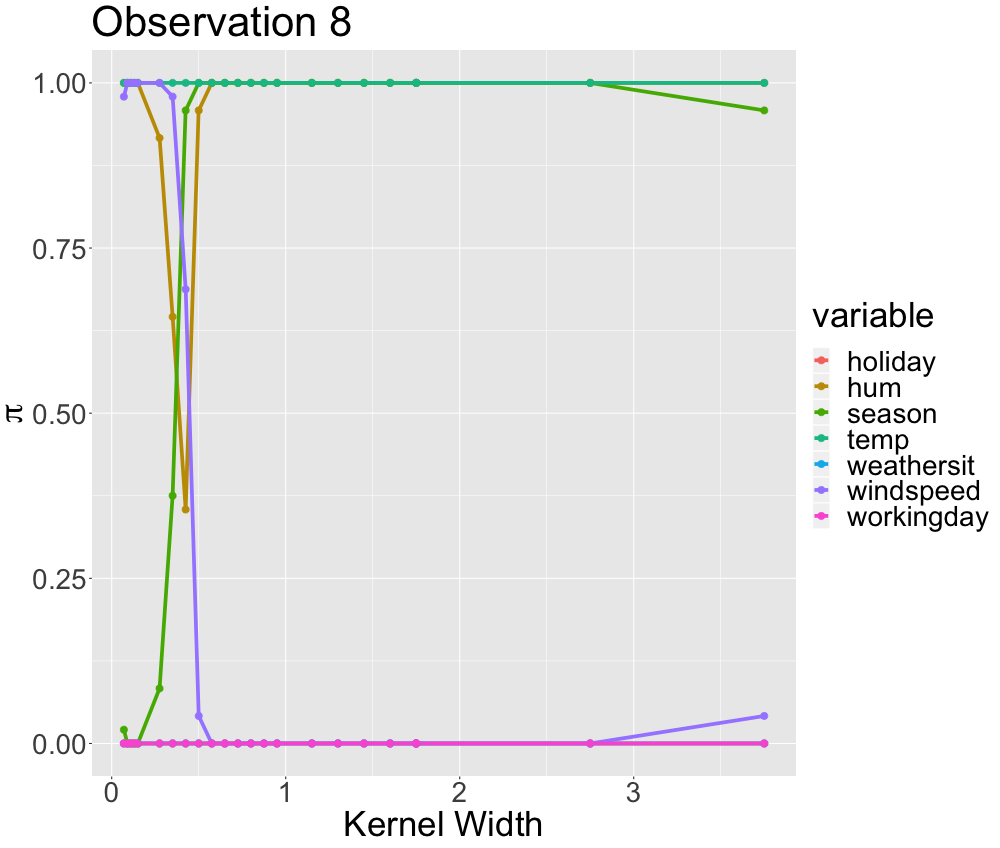 Observation 8
1.00
0.75
0.50
0.25
0.00
π
0
1
2
3
Kernel Width
variable
holiday
hum
season
temp
weathersit
windspeed
workingday